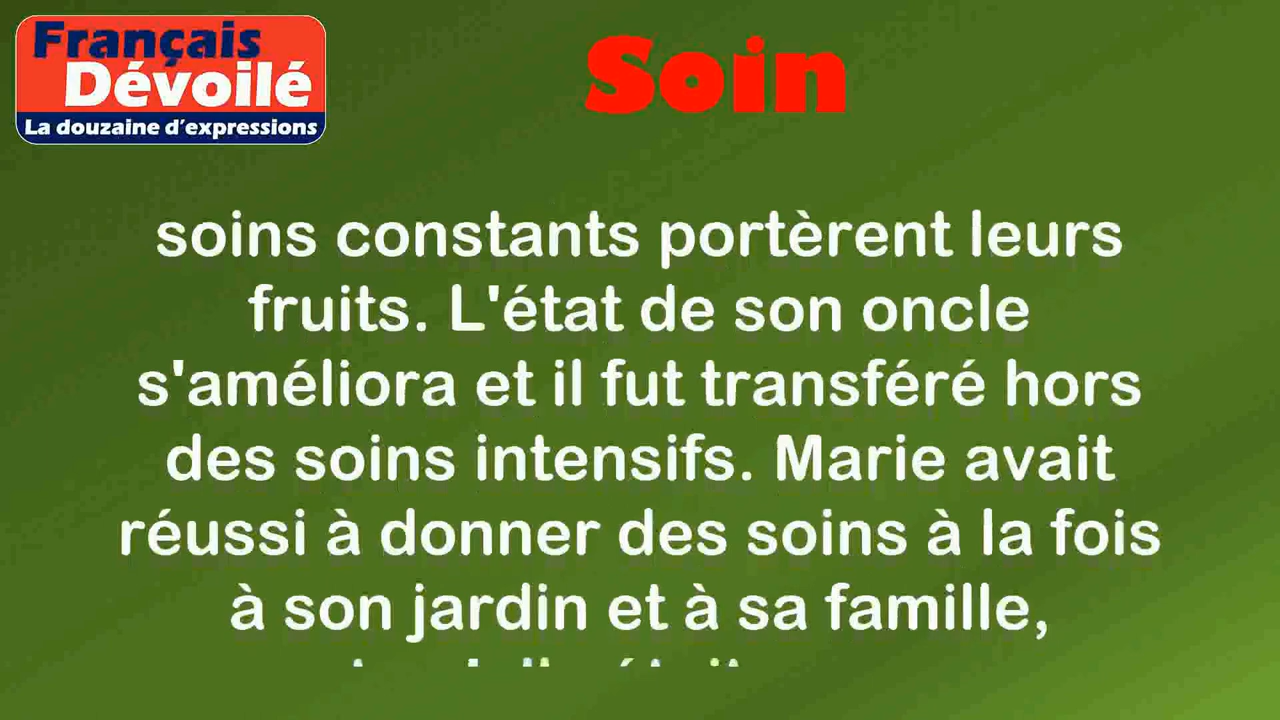 Français
Dévoilé
La douzaine d'expressions
Soin
soins constants portèrent leurs
fruits. L'état de son oncle
s'améliora et il fut transféré hors
des soins intensifs. Marie avait
réussi à donner des soins à la fois
à son jardin et à sa famille,